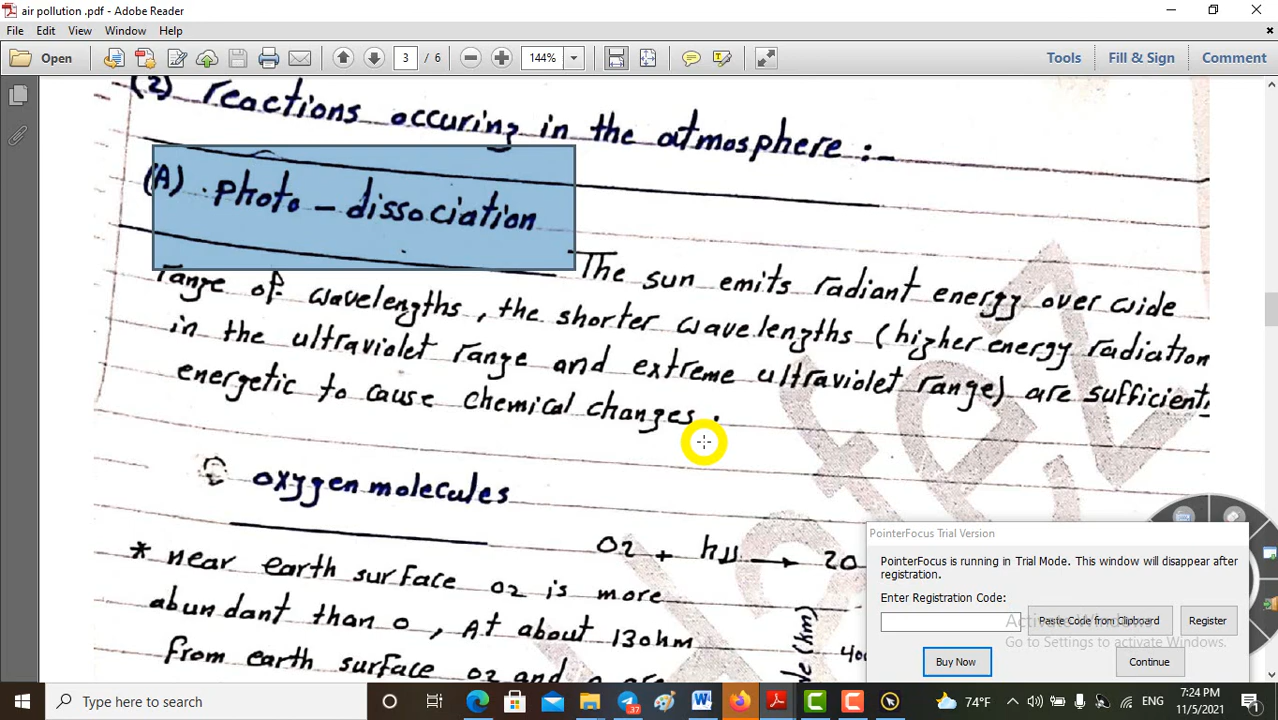 air pollution .pdf - Adobe Reader
File Edit View Window Help
Open 3 / 6 144% Tools Fill & Sign Comment
(2) reactions occuring in the atmosphere :-
(A) . photo - dissociation
The sun emits radiant energy over wide
range of wavelengths, the shorter wavelengths (higher energy radiation
in the ultraviolet range and extreme ultraviolet range) are sufficient
energetic to cause chemical changes.
oxygen molecules
O2 + hν → 2O
* near earth surface O2 is more
abundant than O, At about 130hm
from earth surface O2 and
400
PointerFocus Trial Version
PointerFocus is running in Trial Mode. This window will disappear after
registration.
Enter Registration Code:
Paste Code from Clipboard Register
Activate Windows
Go to Settings to activate Windows.
Buy Now Continue
Type here to search
37
74°F ENG 7:24 PM
11/5/2021
1